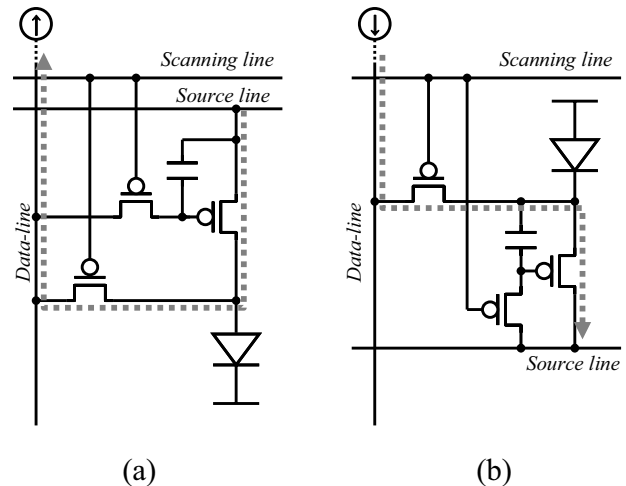 Scanning line
Source line
Data-line
(a)
Scanning line
Data-line
Source line
(b)